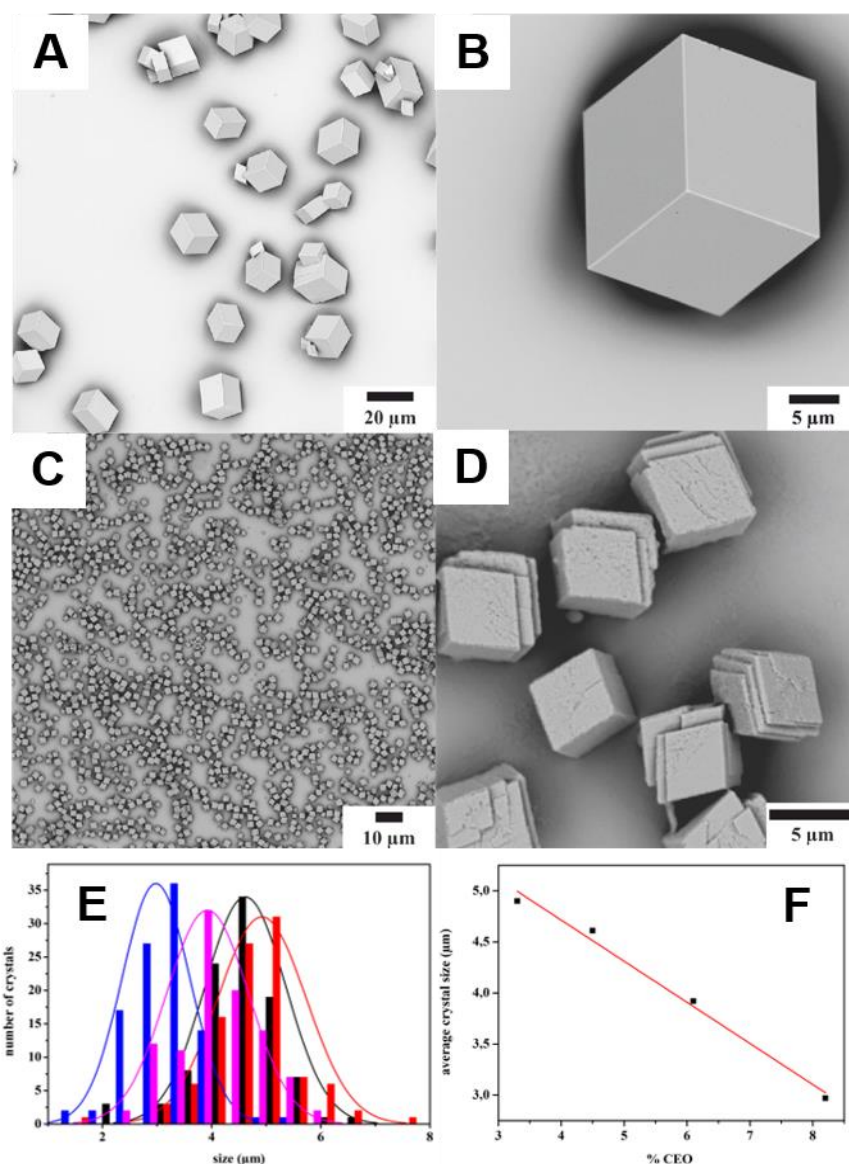 A
B
20 µm
5 µm
C
D
10 µm
5 µm
E
35
30
25
20
15
10
5
0
number of crystals
2
4
6
8
size (µm)
F
5,0
4,5
4,0
3,5
3,0
average crystal size (µm)
3
4
5
6
7
8
% CEO